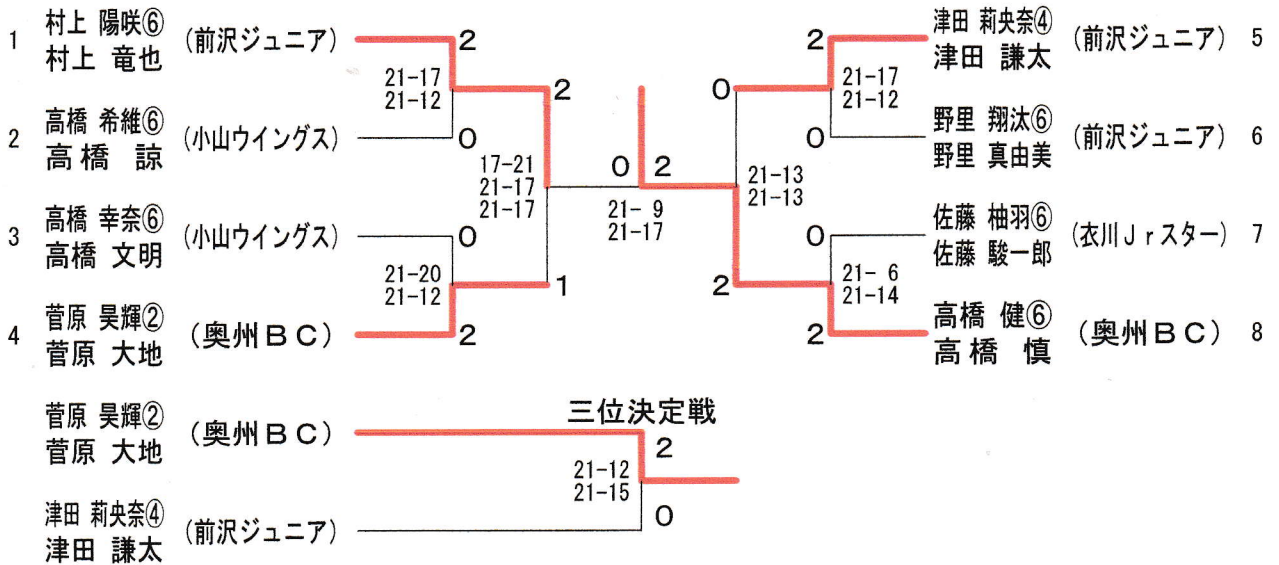 1
村上 陽咲⑥
村上 竜也
(前沢ジュニア)
2
21-17
21-12
2
2
高橋 希維⑥
高橋 諒
(小山ウイングス)
0
17-21
21-17
21-17
3
高橋 幸奈⑥
高橋 文明
(小山ウイングス)
0
21-20
21-12
1
4
菅原 昊輝②
菅原 大地
(奥州BC)
2
0
2
21- 9
21-17
津田 莉央奈④
津田 謙太
(前沢ジュニア)
5
2
21-17
21-12
0
野里 翔汰⑥
野里 真由美
(前沢ジュニア)
6
0
21-13
21-13
佐藤 柚羽⑥
佐藤 駿一郎
(衣川Jrスター)
7
0
21- 6
21-14
2
高橋 健⑥
高橋 慎
(奥州BC)
8
2
三位決定戦
菅原 昊輝②
菅原 大地
(奥州BC)
2
21-12
21-15
0
津田 莉央奈④
津田 謙太
(前沢ジュニア)